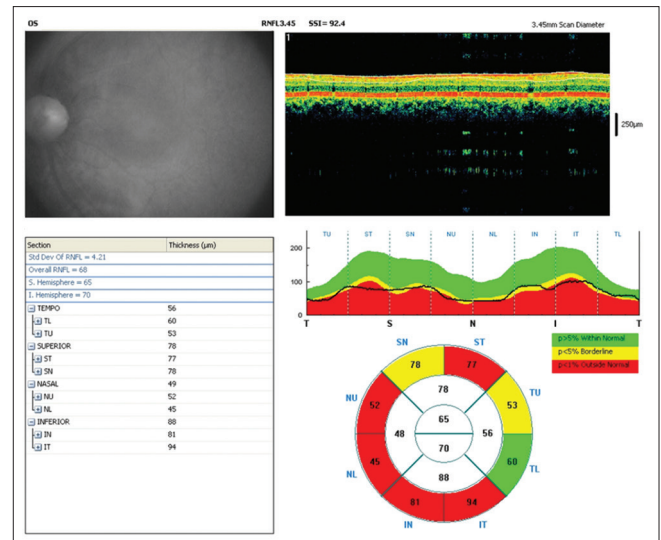 OS
RNFL3.45 SSI= 92.4
3.45mm Scan Diameter
1
250µm
Section Thickness (µm)
Std Dev Of RNFL = 4.21
Overall RNFL = 68
S. Hemisphere = 65
I. Hemisphere = 70
TEMPO 56
TL 60
TU 53
SUPERIOR 78
ST 77
SN 78
NASAL 49
NU 52
NL 45
INFERIOR 88
IN 81
IT 94
TU ST SN NU NL IN IT TL
200
100
0
T S N I T
p>5% Within Normal
p<5% Borderline
p<1% Outside Normal
SN ST
78 77
NU 78 TU
52 65 53
48 56
45 70 60
NL 88 TL
81 94
IN IT